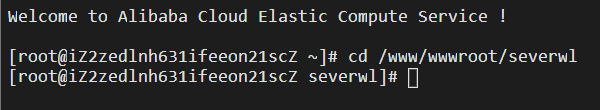 Welcome to Alibaba Cloud Elastic Compute Service !
[root@iZ2zedlnh631ifeeon21scZ ~]# cd /www/wwwroot/severwl
[root@iZ2zedlnh631ifeeon21scZ severwl]#